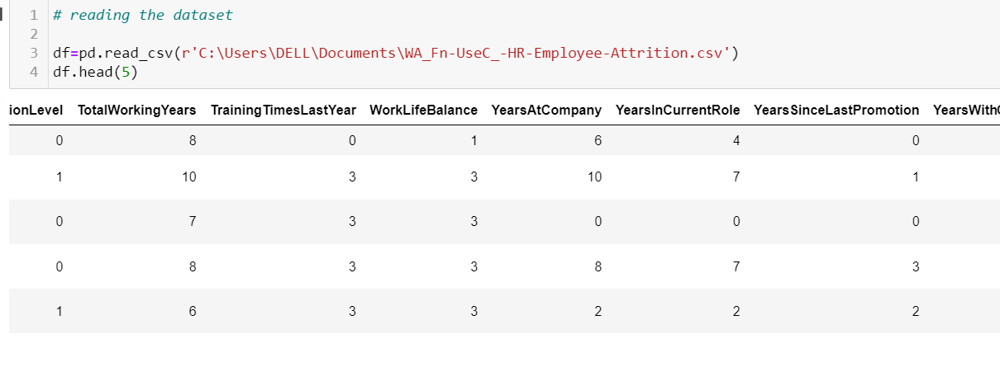 1 # reading the dataset
2
3 df=pd.read_csv(r'C:\Users\DELL\Documents\WA_Fn-UseC_-HR-Employee-Attrition.csv')
4 df.head(5)
ionLevel TotalWorkingYears TrainingTimesLastYear WorkLifeBalance YearsAtCompany YearsInCurrentRole YearsSinceLastPromotion YearsWith
0 8 0 1 6 4 0
1 10 3 3 10 7 1
0 7 3 3 0 0 0
0 8 3 3 8 7 3
1 6 3 3 2 2 2